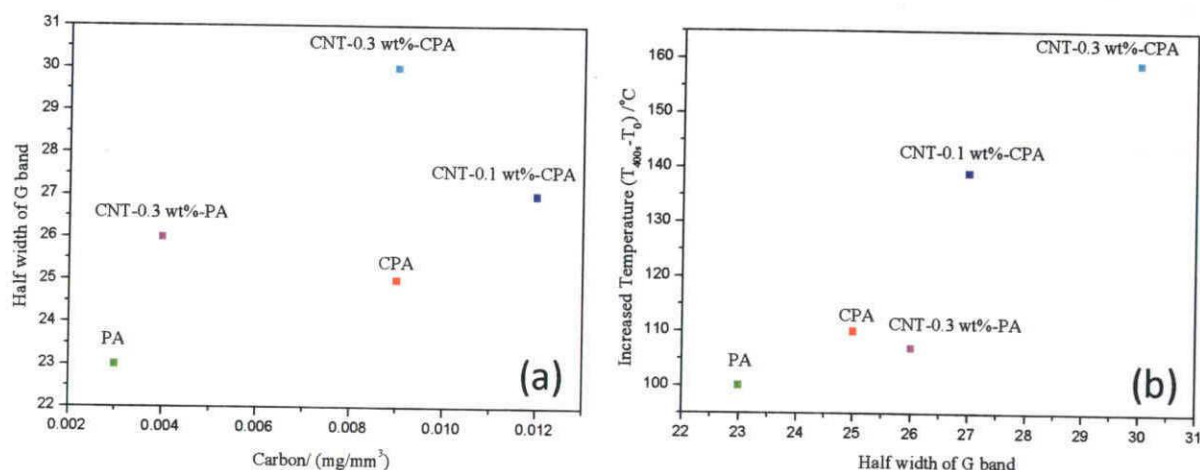 31
30
29
28
27
26
25
24
23
22
Half width of G band
CNT-0.3 wt%-CPA
CNT-0.1 wt%-CPA
CNT-0.3 wt%-PA
CPA
PA
(a)
0.002 0.004 0.006 0.008 0.010 0.012
Carbon/ (mg/mm³)
160
150
140
130
120
110
100
Increased Temperature (T₄₀₀ₛ-T₀) /°C
CNT-0.3 wt%-CPA
CNT-0.1 wt%-CPA
CPA
CNT-0.3 wt%-PA
PA
(b)
22 23 24 25 26 27 28 29 30 31
Half width of G band